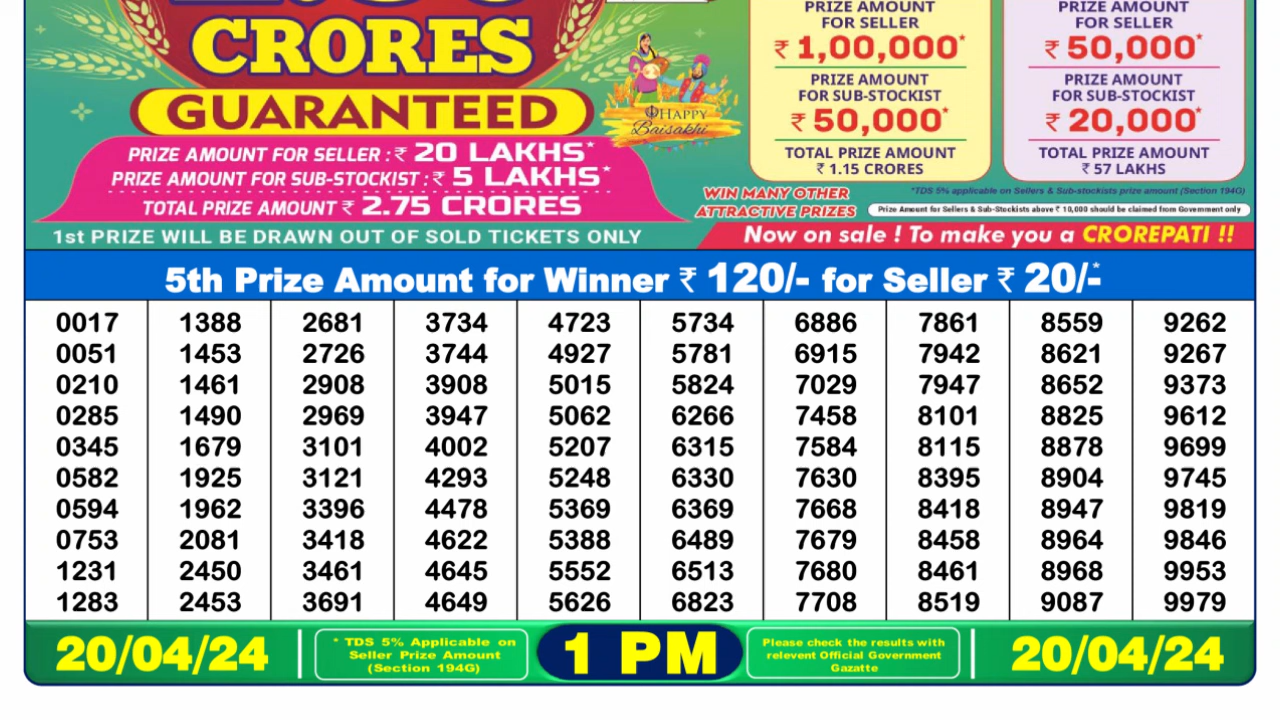 CRORES
GUARANTEED
PRIZE AMOUNT FOR SELLER : ₹ 20 LAKHS*
PRIZE AMOUNT FOR SUB-STOCKIST : ₹ 5 LAKHS*
TOTAL PRIZE AMOUNT ₹ 2.75 CRORES
1st PRIZE WILL BE DRAWN OUT OF SOLD TICKETS ONLY
HAPPY
Baisakhi
PRIZE AMOUNT
FOR SELLER
₹ 1,00,000*
PRIZE AMOUNT
FOR SUB-STOCKIST
₹ 50,000*
TOTAL PRIZE AMOUNT
₹ 1.15 CRORES
PRIZE AMOUNT
FOR SELLER
₹ 50,000*
PRIZE AMOUNT
FOR SUB-STOCKIST
₹ 20,000*
TOTAL PRIZE AMOUNT
₹ 57 LAKHS
WIN MANY OTHER
ATTRACTIVE PRIZES
*TDS 5% applicable on Sellers & Sub-stockists prize amount (Section 194G)
Prize Amount for Sellers & Sub-Stockists above ₹ 10,000 should be claimed from Government only
Now on sale ! To make you a CROREPATI !!
5th Prize Amount for Winner ₹ 120/- for Seller ₹ 20/-*
0017 1388 2681 3734 4723 5734 6886 7861 8559 9262
0051 1453 2726 3744 4927 5781 6915 7942 8621 9267
0210 1461 2908 3908 5015 5824 7029 7947 8652 9373
0285 1490 2969 3947 5062 6266 7458 8101 8825 9612
0345 1679 3101 4002 5207 6315 7584 8115 8878 9699
0582 1925 3121 4293 5248 6330 7630 8395 8904 9745
0594 1962 3396 4478 5369 6369 7668 8418 8947 9819
0753 2081 3418 4622 5388 6489 7679 8458 8964 9846
1231 2450 3461 4645 5552 6513 7680 8461 8968 9953
1283 2453 3691 4649 5626 6823 7708 8519 9087 9979
20/04/24
* TDS 5% Applicable on
Seller Prize Amount
(Section 194G)
1 PM
Please check the results with
relevent Official Government
Gazatte
20/04/24